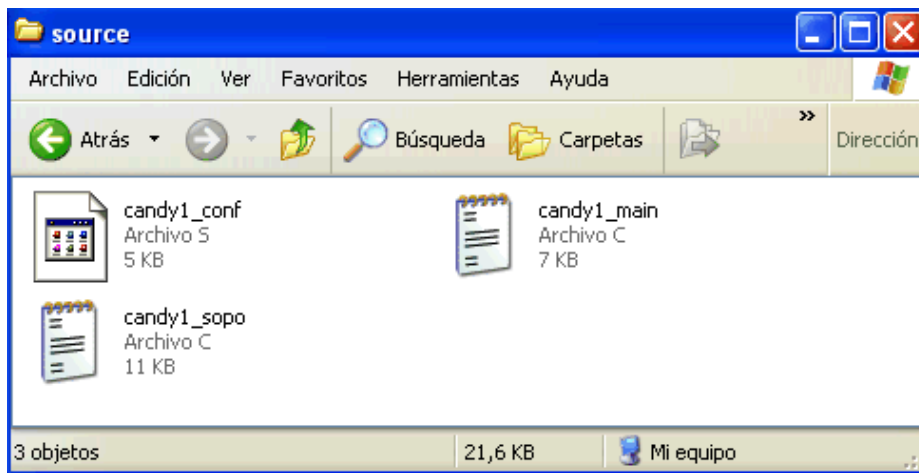 source
Archivo Edición Ver Favoritos Herramientas Ayuda
Atrás Búsqueda Carpetas » Dirección
candy1_conf
Archivo S
5 KB
candy1_main
Archivo C
7 KB
candy1_sopo
Archivo C
11 KB
3 objetos 21,6 KB Mi equipo